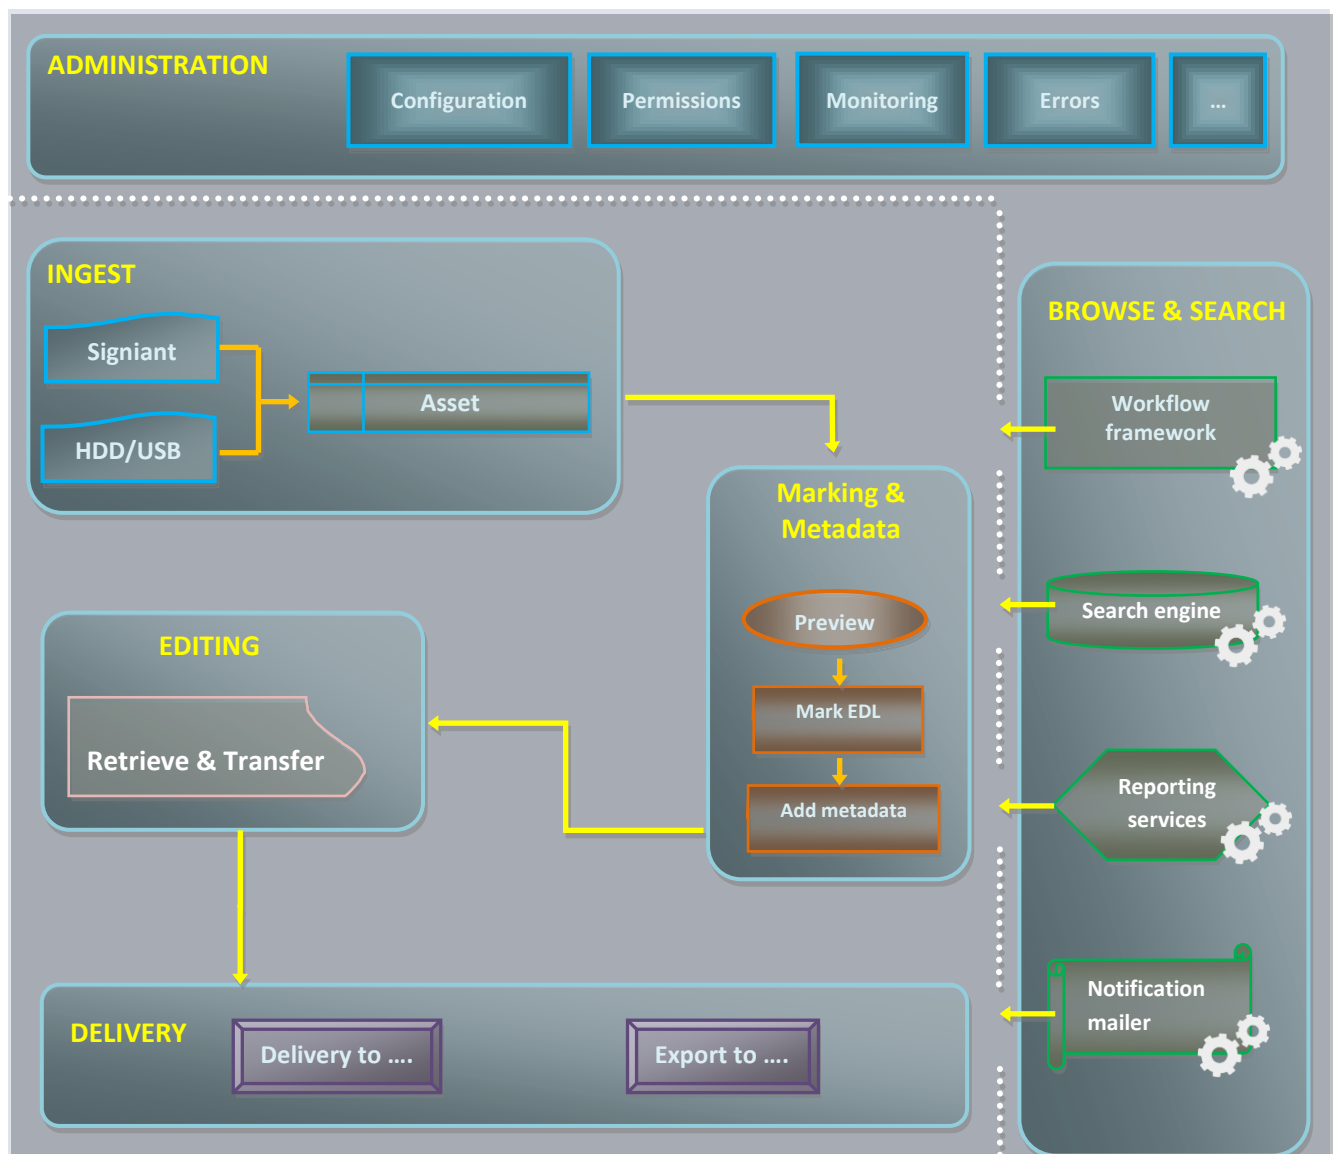 ADMINISTRATION
Configuration
Permissions
Monitoring
Errors
...
INGEST
Signiant
HDD/USB
Asset
Marking &
Metadata
Preview
Mark EDL
Add metadata
EDITING
Retrieve & Transfer
DELIVERY
Delivery to ....
Export to ....
BROWSE & SEARCH
Workflow
framework
Search engine
Reporting
services
Notification
mailer